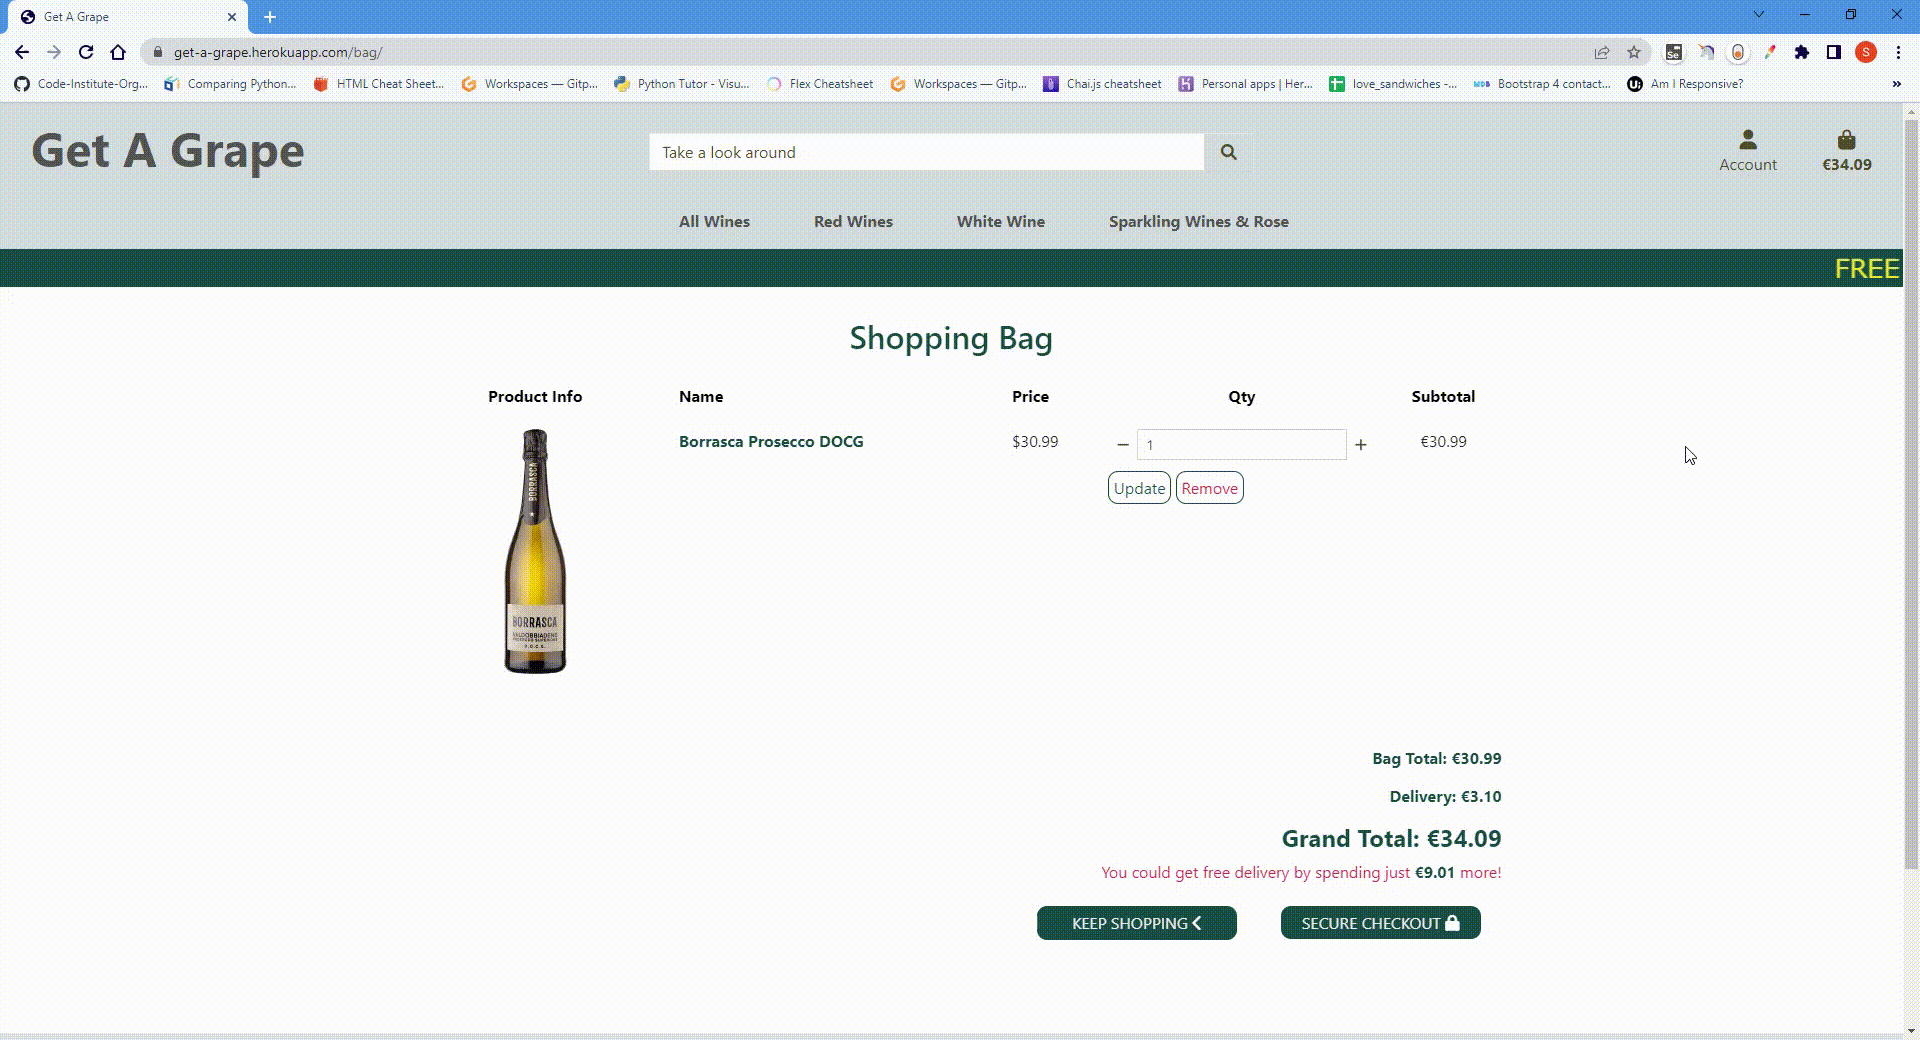 Get A Grape
get-a-grape.herokuapp.com/bag/
Se
S
Code-Institute-Org...
Comparing Python...
HTML Cheat Sheet...
Workspaces — Gitp...
Python Tutor - Visu...
Flex Cheatsheet
Workspaces — Gitp...
Chai.js cheatsheet
Personal apps | Her...
love_sandwiches -...
Bootstrap 4 contact...
Am I Responsive?
Get A Grape
Take a look around
Account
€34.09
All Wines
Red Wines
White Wine
Sparkling Wines & Rose
FREE
Shopping Bag
Product Info
Name
Price
Qty
Subtotal
Borrasca Prosecco DOCG
$30.99
1
€30.99
Update
Remove
BORRASCA
BORRASCA
Bag Total: €30.99
Delivery: €3.10
Grand Total: €34.09
You could get free delivery by spending just €9.01 more!
KEEP SHOPPING
SECURE CHECKOUT